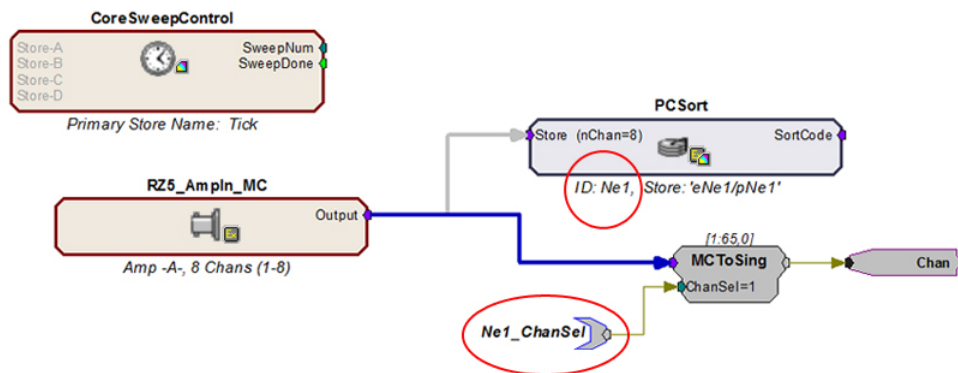 CoreSweepControl
Store-A
Store-B
Store-C
Store-D
SweepNum
SweepDone
Primary Store Name: Tick
PCSort
Store (nChan=8)
SortCode
ID: Ne1, Store: 'eNe1/pNe1'
RZ5_AmpIn_MC
Output
Amp -A-, 8 Chans (1-8)
[1:65,0]
MCToSing
ChanSel=1
Chan
Ne1_ChanSel